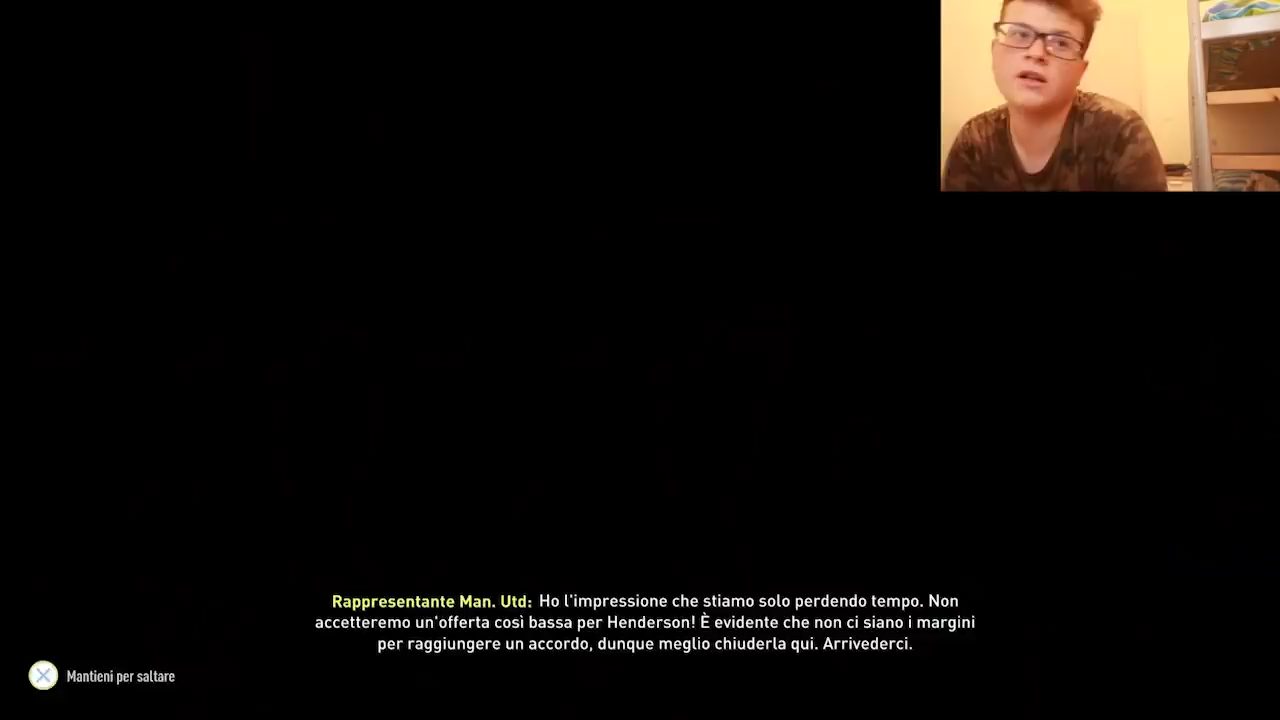 Rappresentante Man. Utd: Ho l'impressione che stiamo solo perdendo tempo. Non
accetteremo un'offerta così bassa per Henderson! È evidente che non ci siano i margini
per raggiungere un accordo, dunque meglio chiuderla qui. Arrivederci.
Mantieni per saltare